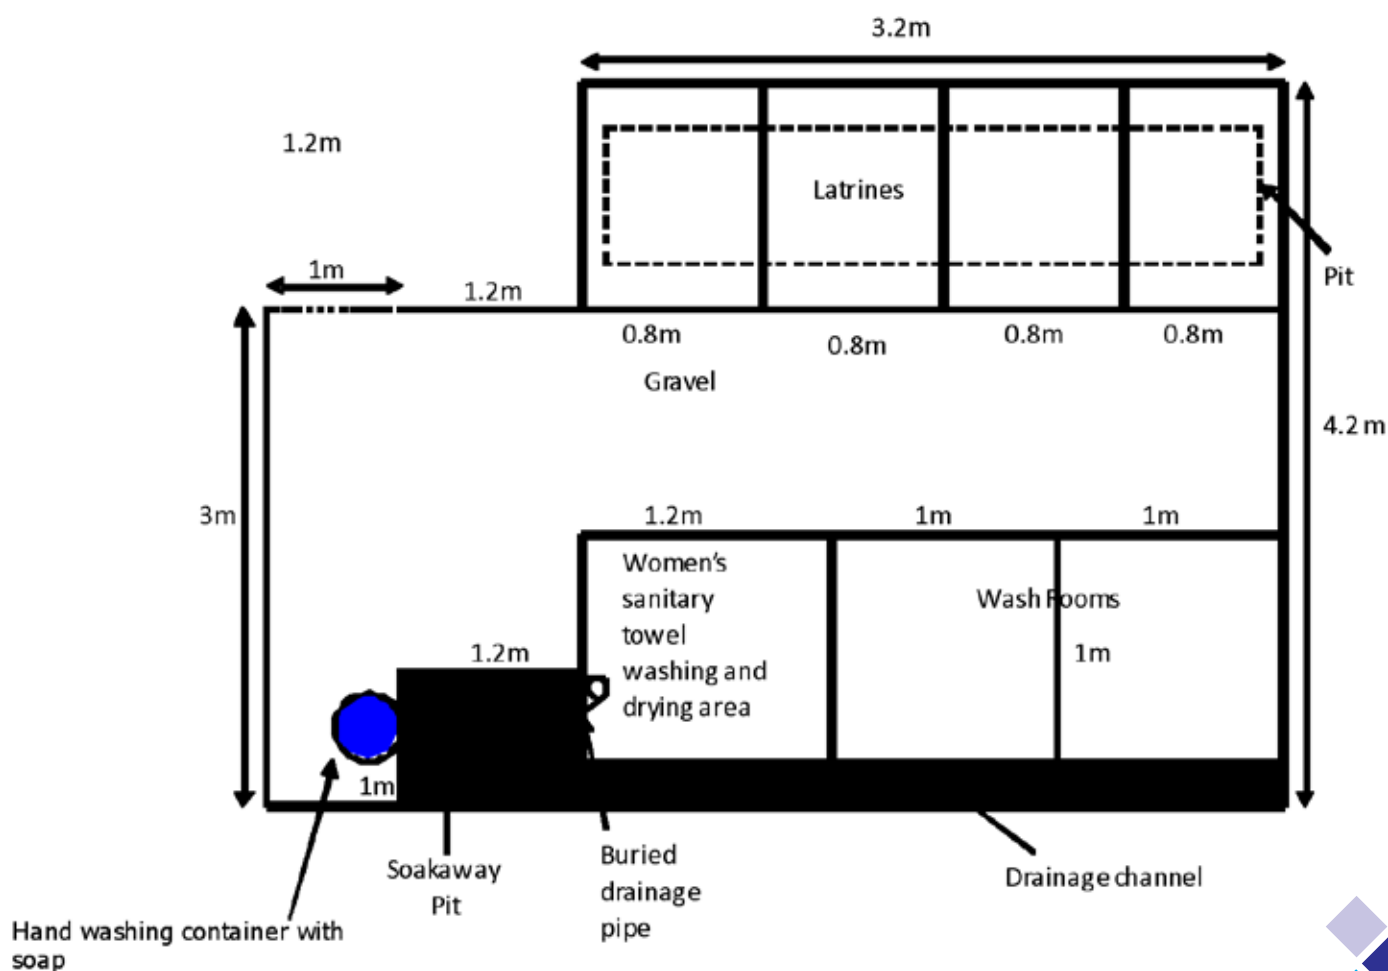 3.2m
1.2m
Latrines
Pit
1m
1.2m
0.8m
0.8m
0.8m
0.8m
Gravel
4.2 m
3m
1.2m
1m
1m
Women's
sanitary
towel
washing and
drying area
Wash Rooms
1m
1.2m
1m
Soakaway
Pit
Buried
drainage
pipe
Drainage channel
Hand washing container with
soap